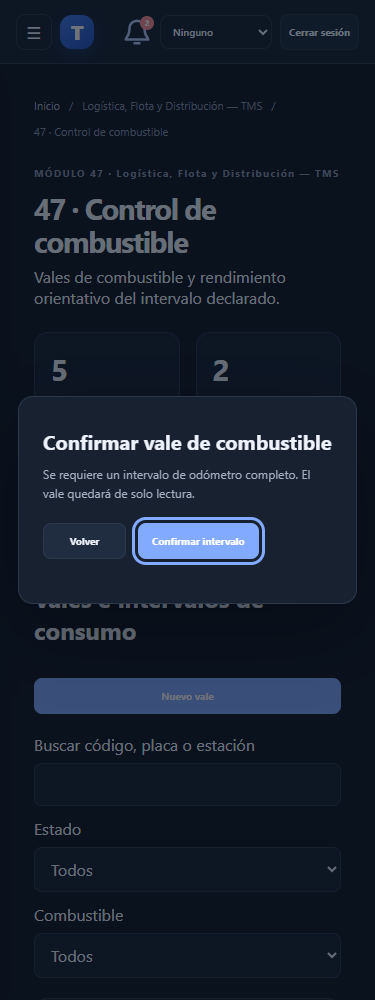 ☰ T 2 Ninguno Cerrar sesión
Inicio / Logística, Flota y Distribución — TMS /
47 · Control de combustible
MÓDULO 47 · Logística, Flota y Distribución — TMS
47 · Control de
combustible
Vales de combustible y rendimiento
orientativo del intervalo declarado.
5 2
Confirmar vale de combustible
Se requiere un intervalo de odómetro completo. El
vale quedará de solo lectura.
Volver Confirmar intervalo
Vales e intervalos de
consumo
Nuevo vale
Buscar código, placa o estación
Estado
Todos
Combustible
Todos